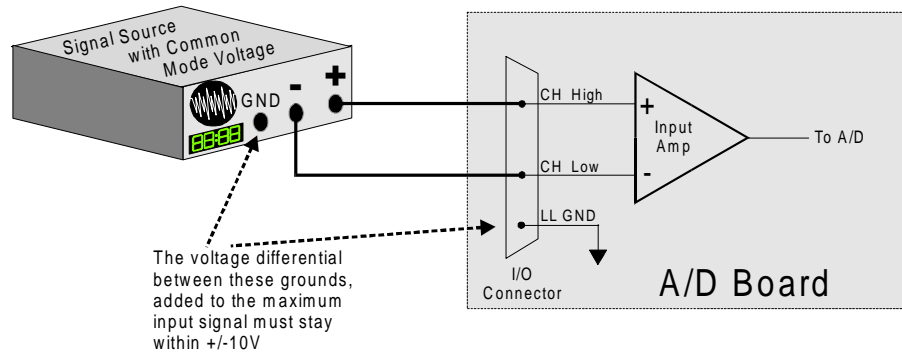 Signal Source
with Common
Mode Voltage
GND
-
+
88:88
CH High
CH Low
LL GND
I/O
Connector
+
Input
Amp
-
To A/D
A/D Board
The voltage differential
between these grounds,
added to the maximum
input signal must stay
within +/-10V